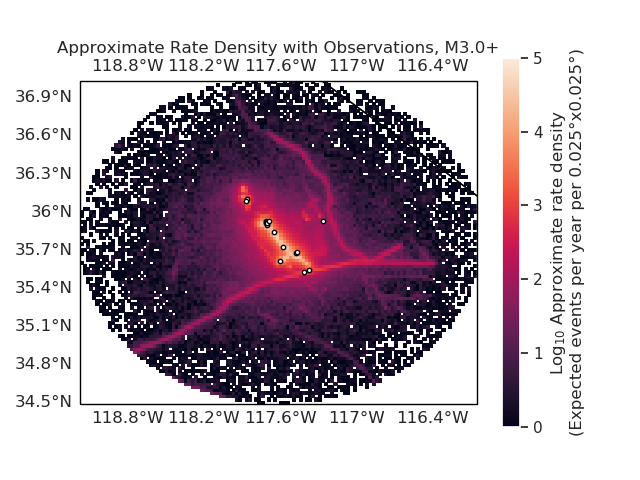 Approximate Rate Density with Observations, M3.0+
118.8°W 118.2°W 117.6°W 117°W 116.4°W
36.9°N
36.6°N
36.3°N
36°N
35.7°N
35.4°N
35.1°N
34.8°N
34.5°N
118.8°W 118.2°W 117.6°W 117°W 116.4°W
5
4
3
2
1
0
Log₁₀ Approximate rate density
(Expected events per year per 0.025°x0.025°)